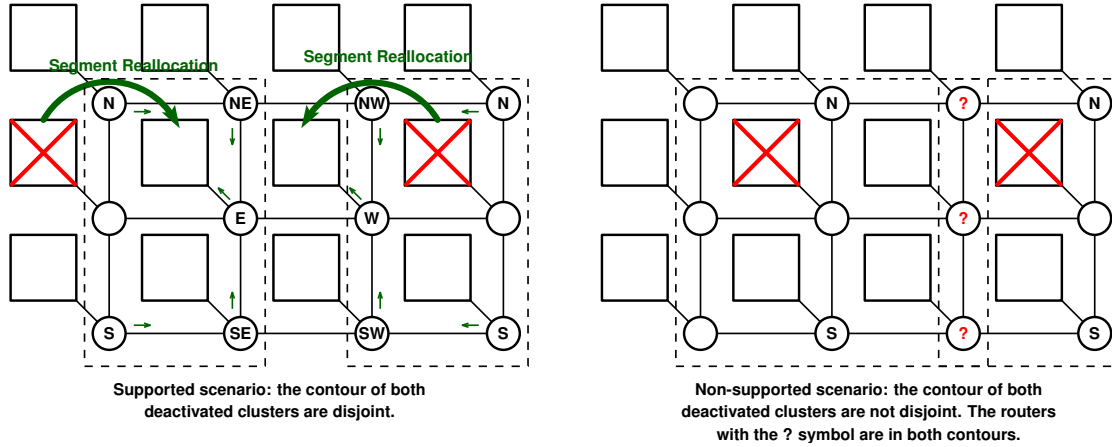 Segment Reallocation
Segment Reallocation
N NE NW N
E W
S SE SW S
Supported scenario: the contour of both
deactivated clusters are disjoint.
N ? N
?
S ? S
Non-supported scenario: the contour of both
deactivated clusters are not disjoint. The routers
with the ? symbol are in both contours.